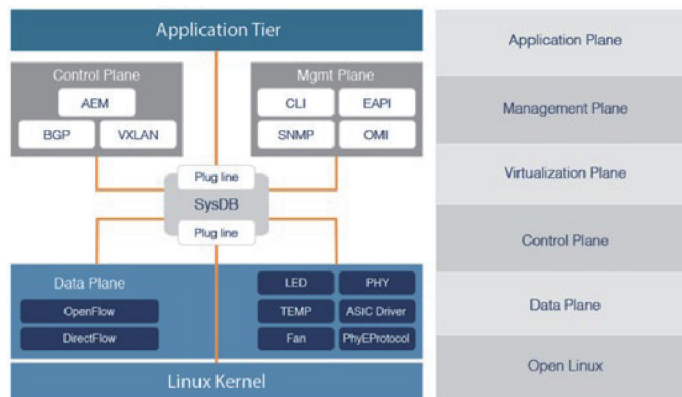 Application Tier
Control Plane
AEM
BGP
VXLAN
Mgmt Plane
CLI
EAPI
SNMP
OMI
Plug line
SysDB
Plug line
Data Plane
OpenFlow
DirectFlow
LED
PHY
TEMP
ASIC Driver
Fan
PhyEProtocol
Linux Kernel
Application Plane
Management Plane
Virtualization Plane
Control Plane
Data Plane
Open Linux